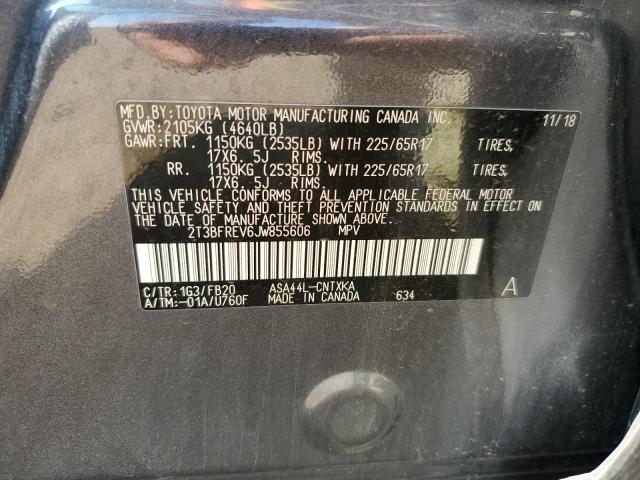 MFD.BY:TOYOTA MOTOR MANUFACTURING CANADA INC. 11/18
GVWR:2105KG (4640LB)
GAWR:FRT. 1150KG (2535LB) WITH 225/65R17 TIRES,
17X6.5J RIMS.
RR. 1150KG (2535LB) WITH 225/65R17 TIRES,
17X6.5J RIMS.
THIS VEHICLE CONFORMS TO ALL APPLICABLE FEDERAL MOTOR
VEHICLE SAFETY AND THEFT PREVENTION STANDARDS IN EFFECT ON
THE DATE OF MANUFACTURE SHOWN ABOVE.
2T3BFREV6JW855606 MPV
C/TR:1G3/FB20 ASA44L-CNTXKA A
A/TM:-01A/U760F MADE IN CANADA 634